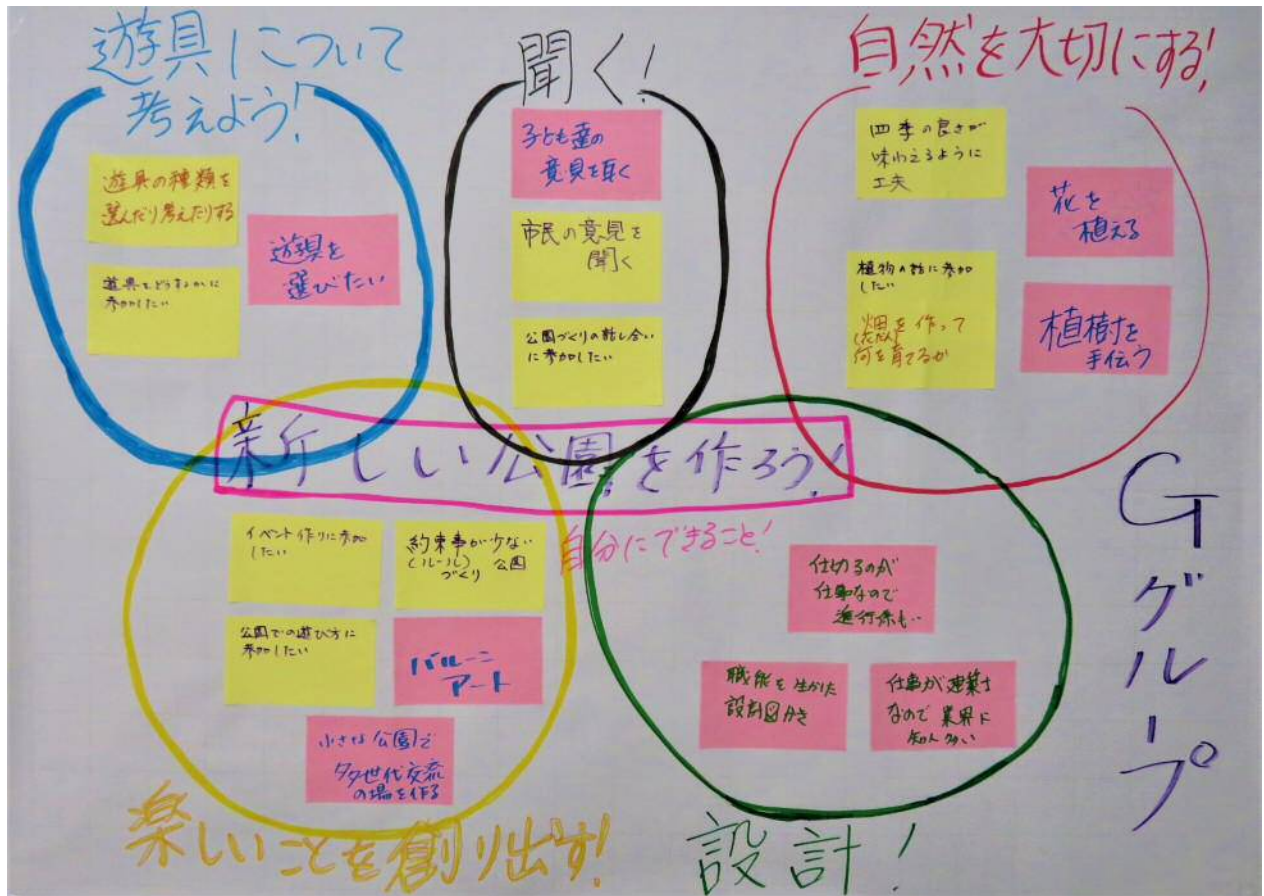 遊具について
考えよう!
遊具の種類を
選んだり考えたりする
遊具を
選びたい
遊具をどうするかに
参加したい
聞く!
子ども達の
意見を聞く
市民の意見を
聞く
公園づくりの話し合い
に参加したい
自然を大切にする!
四季の良さが
味わえるように
工夫
花を
植える
植物の話に参加
したい
畑を作って
(花だん)
何を育てるか
植樹を
手伝う
新しい公園を作ろう!
自分にできること!
Gグループ
イベント作りに参加
したい
約束事が少ない
(ルール) 公園
づくり
公園での遊び方に
参加したい
バルーン
アート
小さな公園で
多世代交流
の場を作る
楽しいことを創り出す!
仕切るのが
仕事なので
進行係も‥
職能を生かした
設計図かき
仕事が建築士
なので業界に
知人多い
設計!